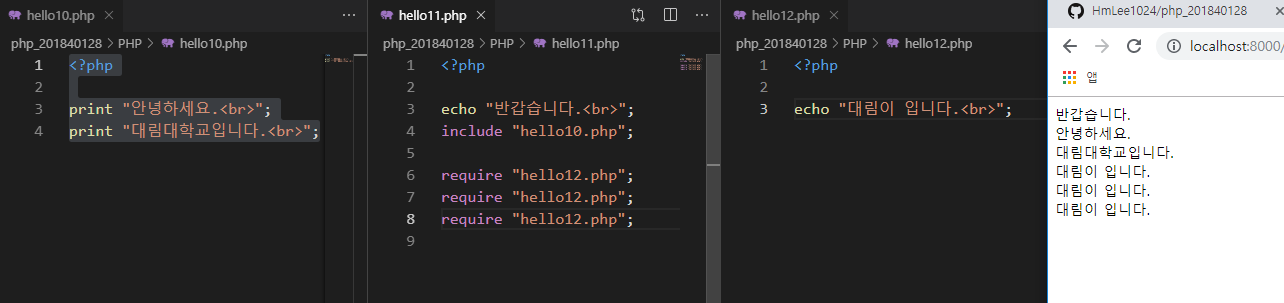 hello10.php
php_201840128 > PHP > hello10.php
1 <?php
2
3 print "안녕하세요.<br>";
4 print "대림대학교입니다.<br>";
hello11.php
php_201840128 > PHP > hello11.php
1 <?php
2
3 echo "반갑습니다.<br>";
4 include "hello10.php";
5
6 require "hello12.php";
7 require "hello12.php";
8 require "hello12.php";
9
hello12.php
php_201840128 > PHP > hello12.php
1 <?php
2
3 echo "대림이 입니다.<br>";
HmLee1024/php_201840128
localhost:8000/
앱
반갑습니다.
안녕하세요.
대림대학교입니다.
대림이 입니다.
대림이 입니다.
대림이 입니다.